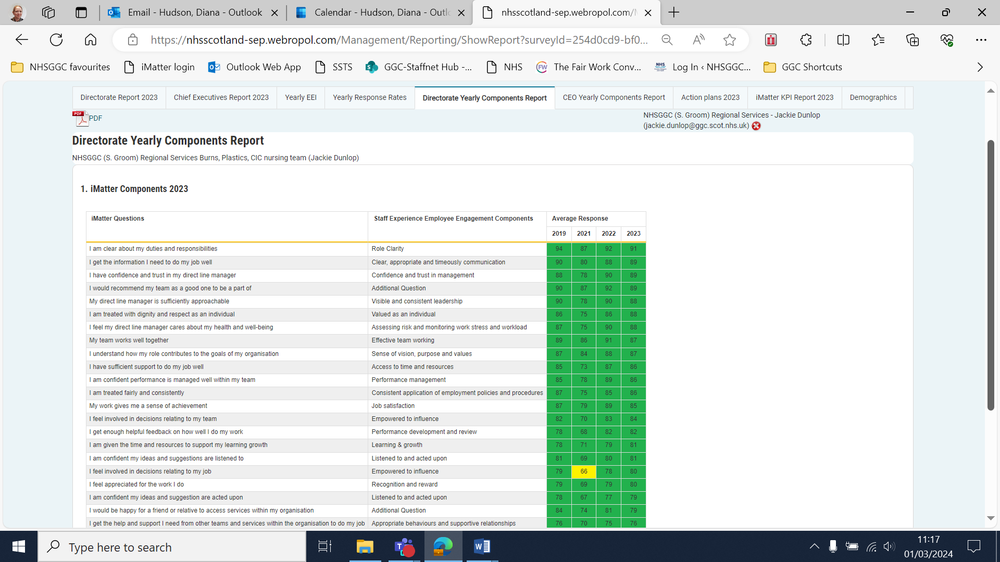 Email - Hudson, Diana - Outlook
Calendar - Hudson, Diana - Outlo
nhsscotland-sep.webropol.com/M
https://nhsscotland-sep.webropol.com/Management/Reporting/ShowReport?surveyId=254d0cd9-bf0...
NHSGGC favourites iMatter login Outlook Web App SSTS GGC-Staffnet Hub -... NHS The Fair Work Conv... Log In ‹ NHSGGC... GGC Shortcuts
Directorate Report 2023 Chief Executives Report 2023 Yearly EEI Yearly Response Rates Directorate Yearly Components Report CEO Yearly Components Report Action plans 2023 iMatter KPI Report 2023 Demographics
PDF
NHSGGC (S. Groom) Regional Services - Jackie Dunlop
(jackie.dunlop@ggc.scot.nhs.uk)
Directorate Yearly Components Report
NHSGGC (S. Groom) Regional Services Burns, Plastics, CIC nursing team (Jackie Dunlop)
1. iMatter Components 2023
iMatter Questions Staff Experience Employee Engagement Components Average Response
2019 2021 2022 2023
I am clear about my duties and responsibilities Role Clarity 94 87 92 91
I get the information I need to do my job well Clear, appropriate and timeously communication 90 80 88 89
I have confidence and trust in my direct line manager Confidence and trust in management 88 78 90 89
I would recommend my team as a good one to be a part of Additional Question 90 87 92 89
My direct line manager is sufficiently approachable Visible and consistent leadership 90 78 90 88
I am treated with dignity and respect as an individual Valued as an individual 86 75 86 88
I feel my direct line manager cares about my health and well-being Assessing risk and monitoring work stress and workload 87 75 90 88
My team works well together Effective team working 89 86 91 87
I understand how my role contributes to the goals of my organisation Sense of vision, purpose and values 87 84 88 87
I have sufficient support to do my job well Access to time and resources 85 73 87 86
I am confident performance is managed well within my team Performance management 85 78 89 86
I am treated fairly and consistently Consistent application of employment policies and procedures 87 75 85 86
My work gives me a sense of achievement Job satisfaction 87 79 89 85
I feel involved in decisions relating to my team Empowered to influence 82 70 83 84
I get enough helpful feedback on how well I do my work Performance development and review 78 68 82 82
I am given the time and resources to support my learning growth Learning & growth 78 71 79 81
I am confident my ideas and suggestions are listened to Listened to and acted upon 81 69 80 81
I feel involved in decisions relating to my job Empowered to influence 79 66 78 80
I feel appreciated for the work I do Recognition and reward 79 69 79 80
I am confident my ideas and suggestion are acted upon Listened to and acted upon 78 67 77 79
I would be happy for a friend or relative to access services within my organisation Additional Question 84 74 81 79
I get the help and support I need from other teams and services within the organisation to do my job Appropriate behaviours and supportive relationships 76 70 75 76
Type here to search
11:17
01/03/2024